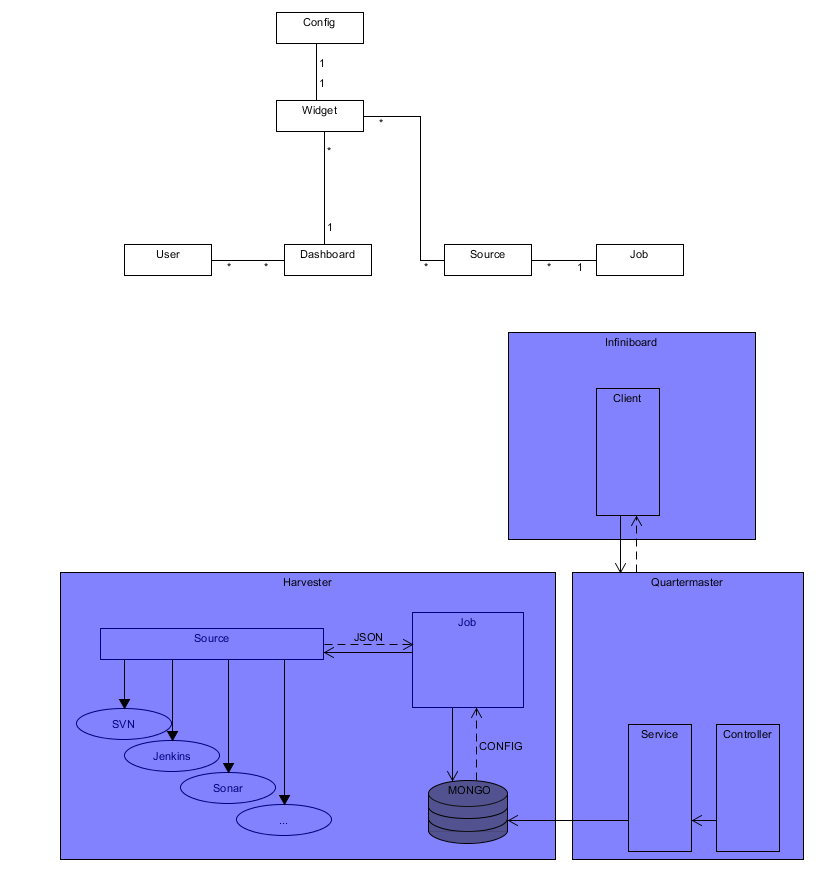 Config
1
1
Widget
*
*
1
User
Dashboard
Source
Job
*
*
*
*
1
Infiniboard
Client
Harvester
Quartermaster
Source
JSON
Job
SVN
Jenkins
Sonar
...
CONFIG
MONGO
Service
Controller